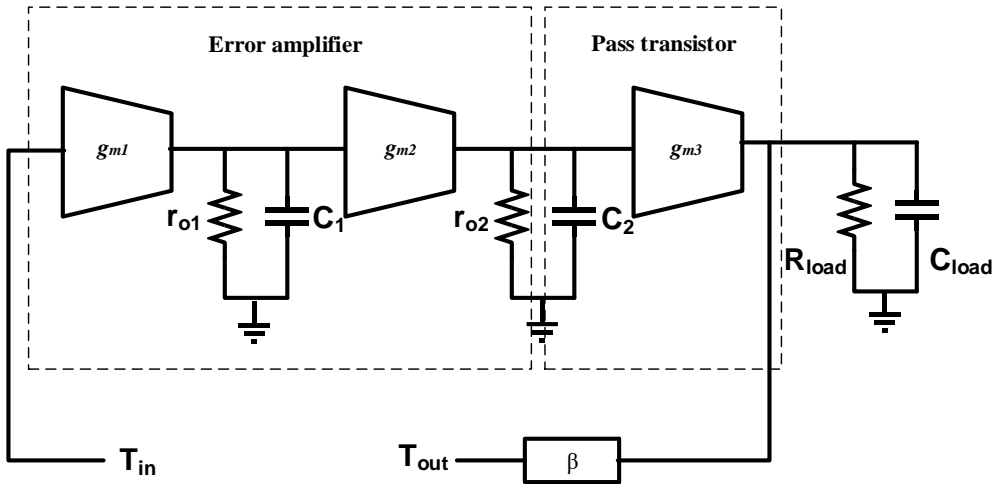 Error amplifier
Pass transistor
gm1
gm2
gm3
ro1
C1
ro2
C2
Rload
Cload
Tin
Tout
β